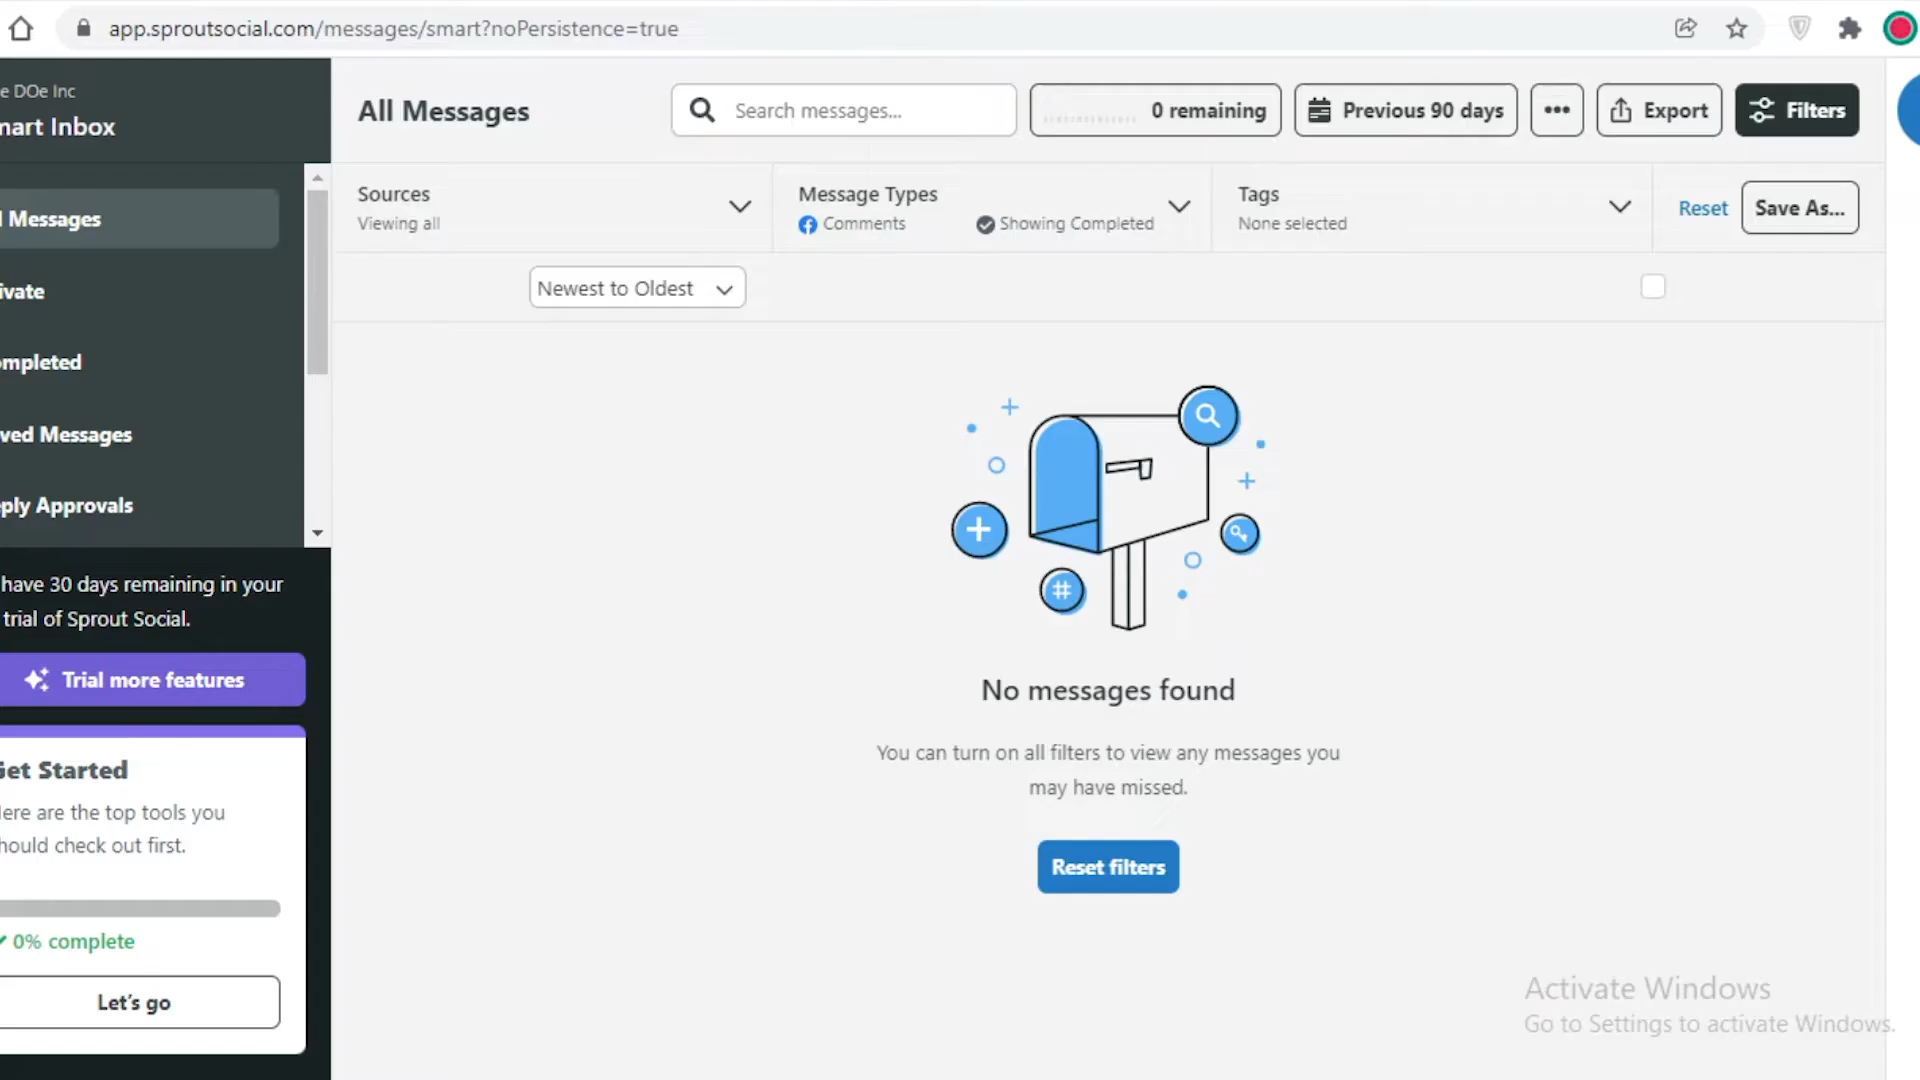 app.sproutsocial.com/messages/smart?noPersistence=true
e DOe Inc
mart Inbox
l Messages
ivate
ompleted
ved Messages
ply Approvals
have 30 days remaining in your
trial of Sprout Social.
Trial more features
Get Started
ere are the top tools you
hould check out first.
0% complete
Let's go
All Messages
Search messages...
0 remaining
Previous 90 days
Export
Filters
Sources
Viewing all
Message Types
Comments
Showing Completed
Tags
None selected
Reset
Save As...
Newest to Oldest
No messages found
You can turn on all filters to view any messages you
may have missed.
Reset filters
Activate Windows
Go to Settings to activate Windows.